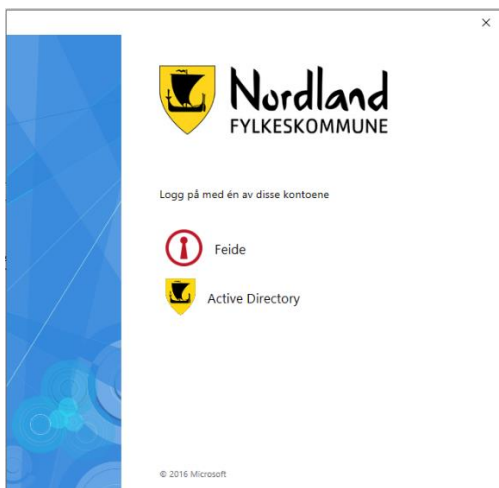 Nordland
FYLKESKOMMUNE
Logg på med én av disse kontoene
Feide
Active Directory
© 2016 Microsoft